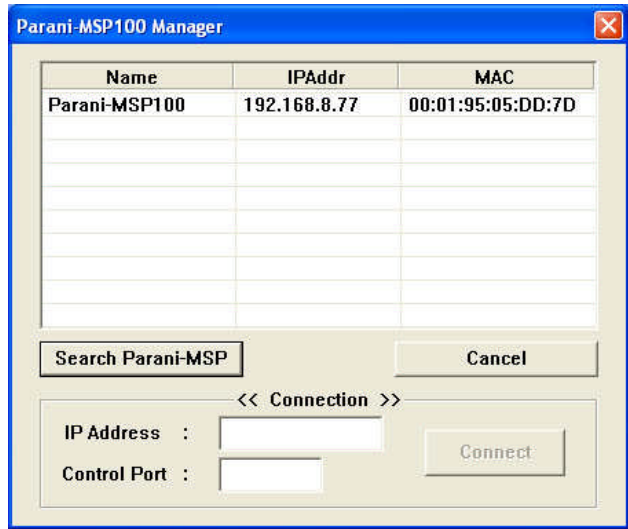 Parani-MSP100 Manager
Name IPAddr MAC
Parani-MSP100 192.168.8.77 00:01:95:05:DD:7D
Search Parani-MSP Cancel
<< Connection >>
IP Address :
Connect
Control Port :